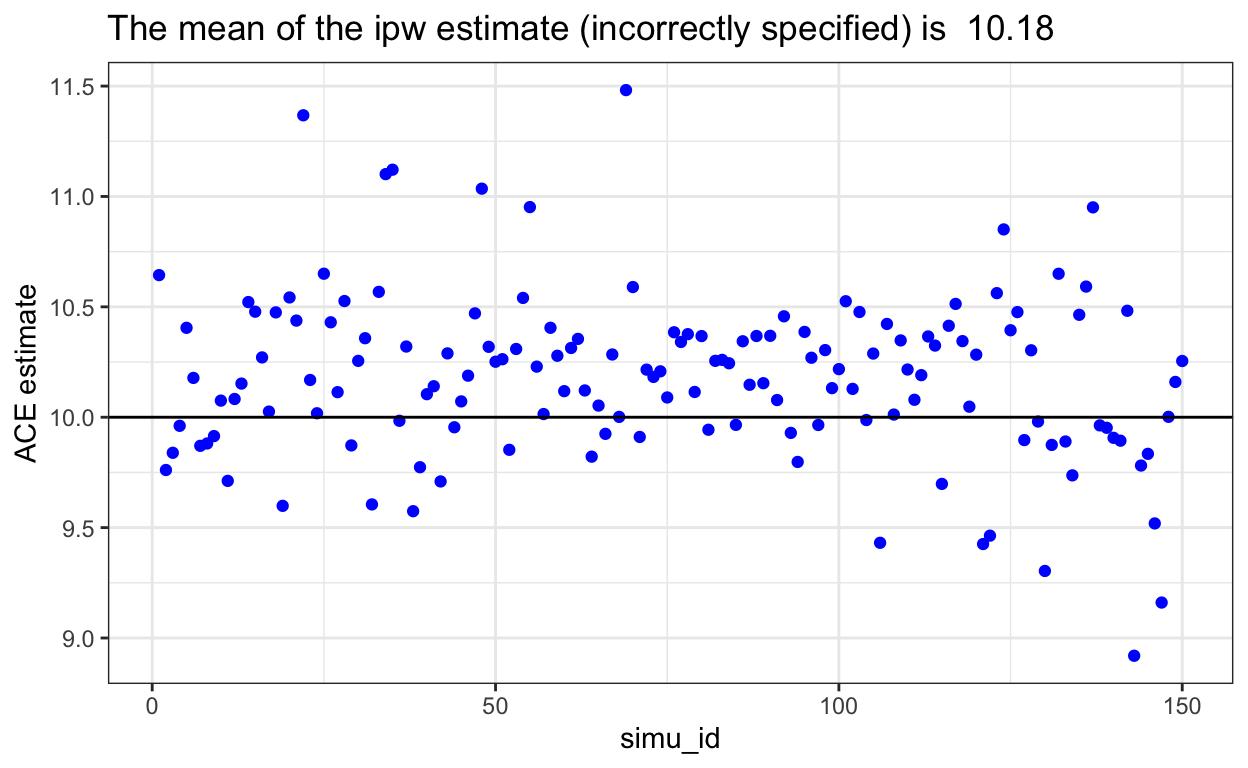 The mean of the ipw estimate (incorrectly specified) is  10.18
11.5
11.0
10.5
10.0
9.5
9.0
ACE estimate
0 50 100 150
simu_id